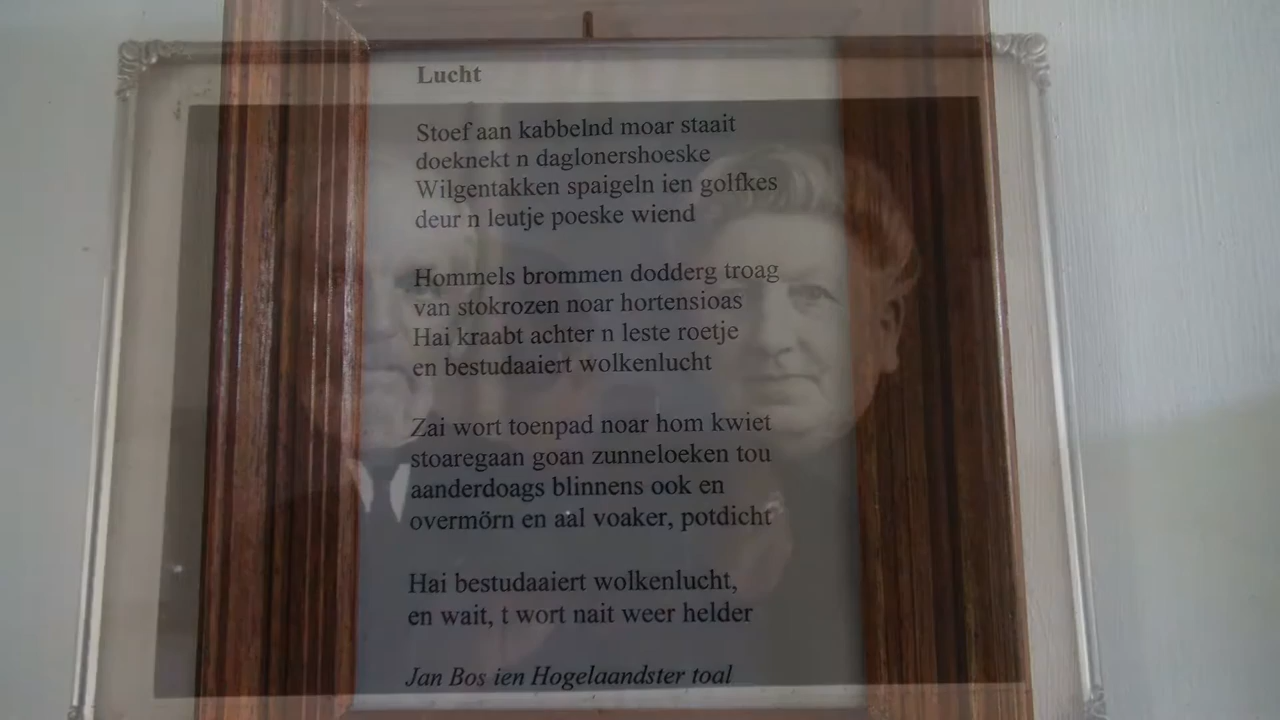 Lucht
Stoef aan kabbelnd moar staait
doeknekt n daglonershoeske
Wilgentakken spaigeln ien golfkes
deur n leutje poeske wiend
Hommels brommen dodderg troag
van stokrozen noar hortensioas
Hai kraabt achter n leste roetje
en bestudaaiert wolkenlucht
Zai wort toenpad noar hom kwiet
stoaregaan goan zunneloeken tou
aanderdoags blinnens ook en
overmörn en aal voaker, potdicht
Hai bestudaaiert wolkenlucht,
en wait, t wort nait weer helder
Jan Bos ien Hogelaandster toal